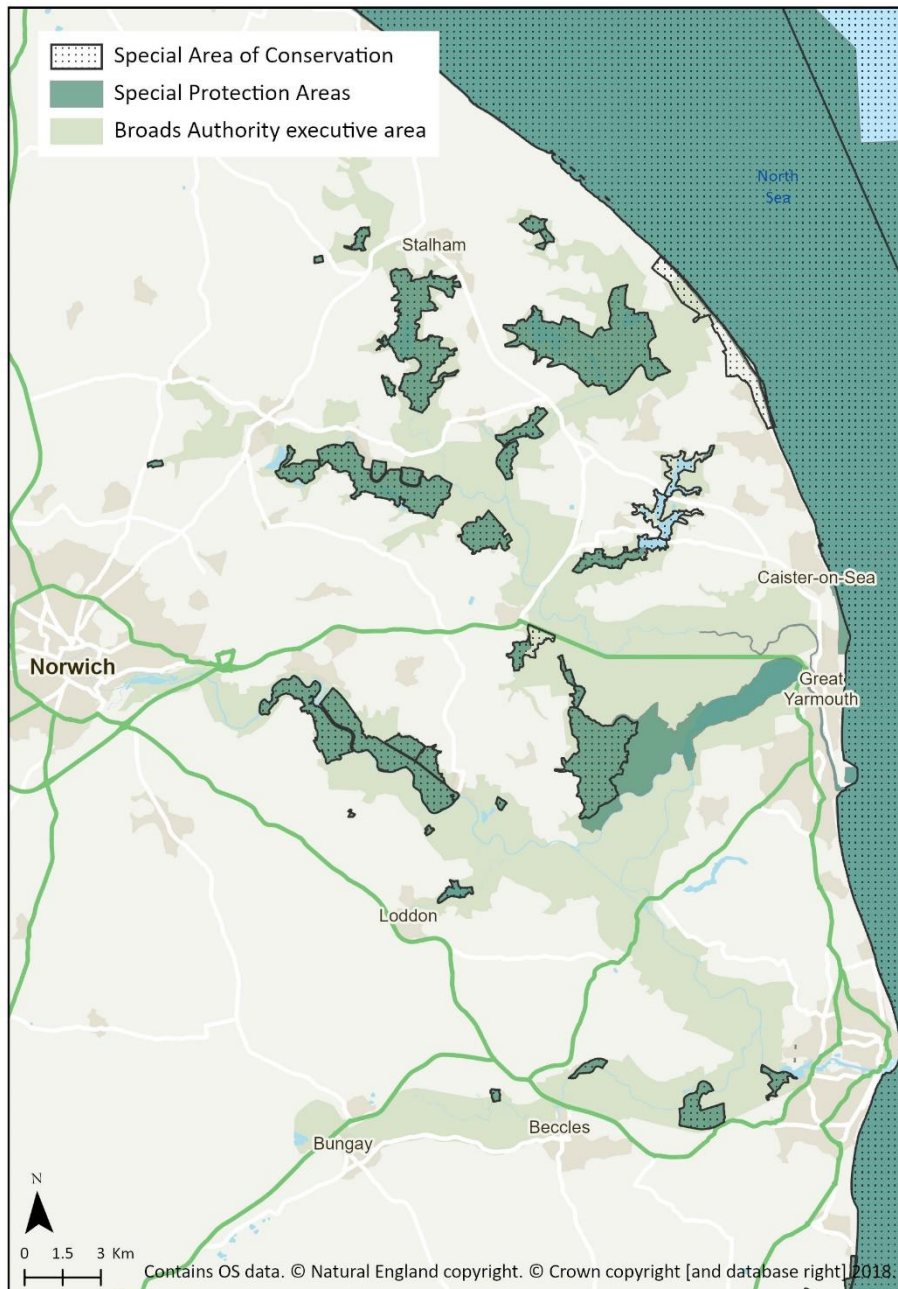 Special Area of Conservation
Special Protection Areas
Broads Authority executive area
North
Sea
Stalham
Caister-on-Sea
Norwich
Great
Yarmouth
Loddon
Beccles
Bungay
N
0 1.5 3 Km
Contains OS data. © Natural England copyright. © Crown copyright [and database right] 2018.